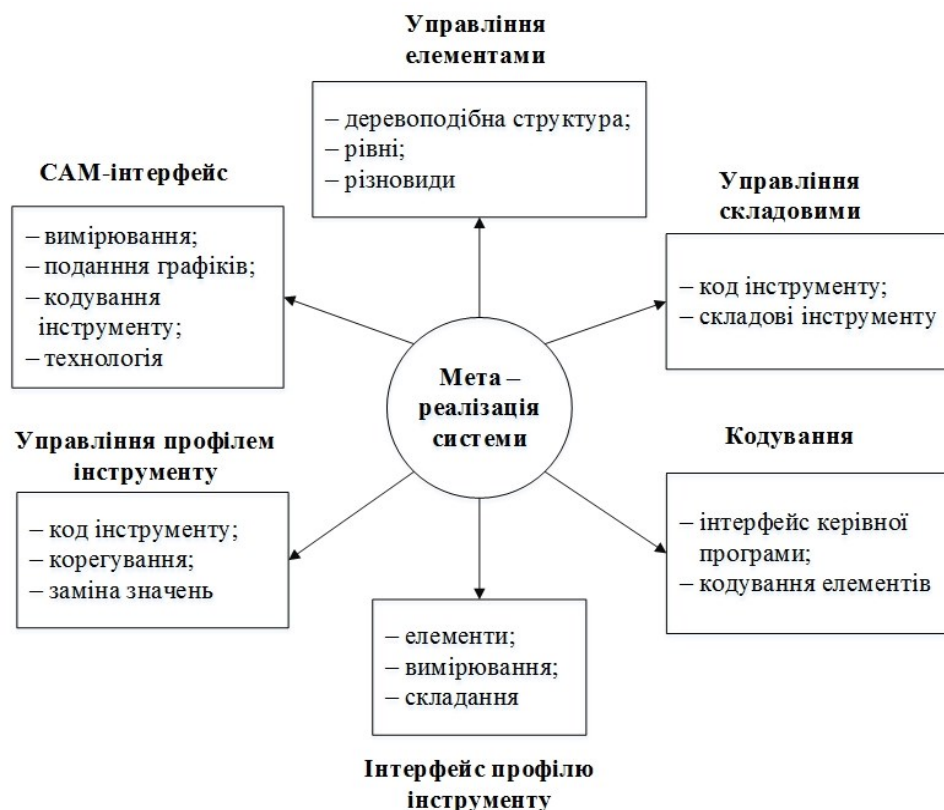 Управління
елементами
– деревоподібна структура;
– рівні;
– різновиди
САМ-інтерфейс
– вимірювання;
– поданння графіків;
– кодування
інструменту;
– технологія
Управління
складовими
– код інструменту;
– складові інструменту
Мета –
реалізація
системи
Управління профілем
інструменту
– код інструменту;
– корегування;
– заміна значень
Кодування
– інтерфейс керівної
програми;
– кодування елементів
– елементи;
– вимірювання;
– складання
Інтерфейс профілю
інструменту